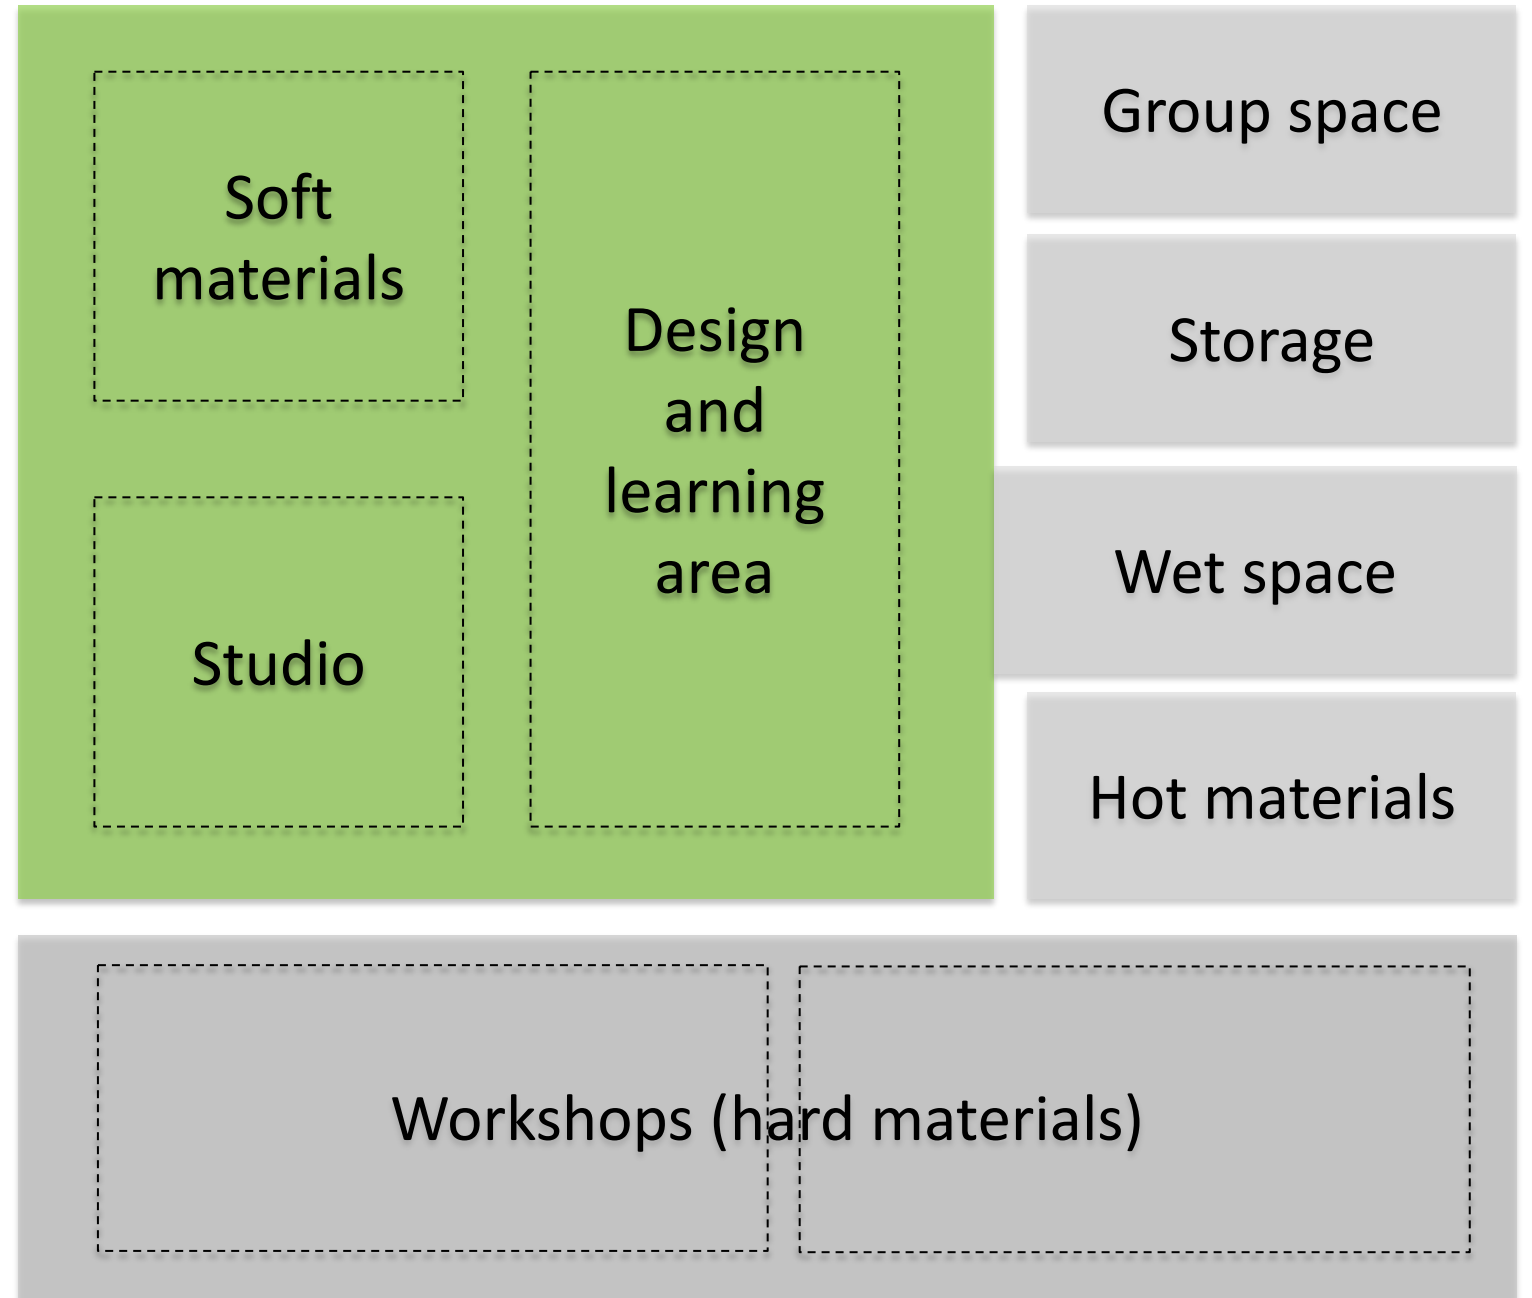 Soft
materials
Studio
Design
and
learning
area
Group space
Storage
Wet space
Hot materials
Workshops (hard materials)